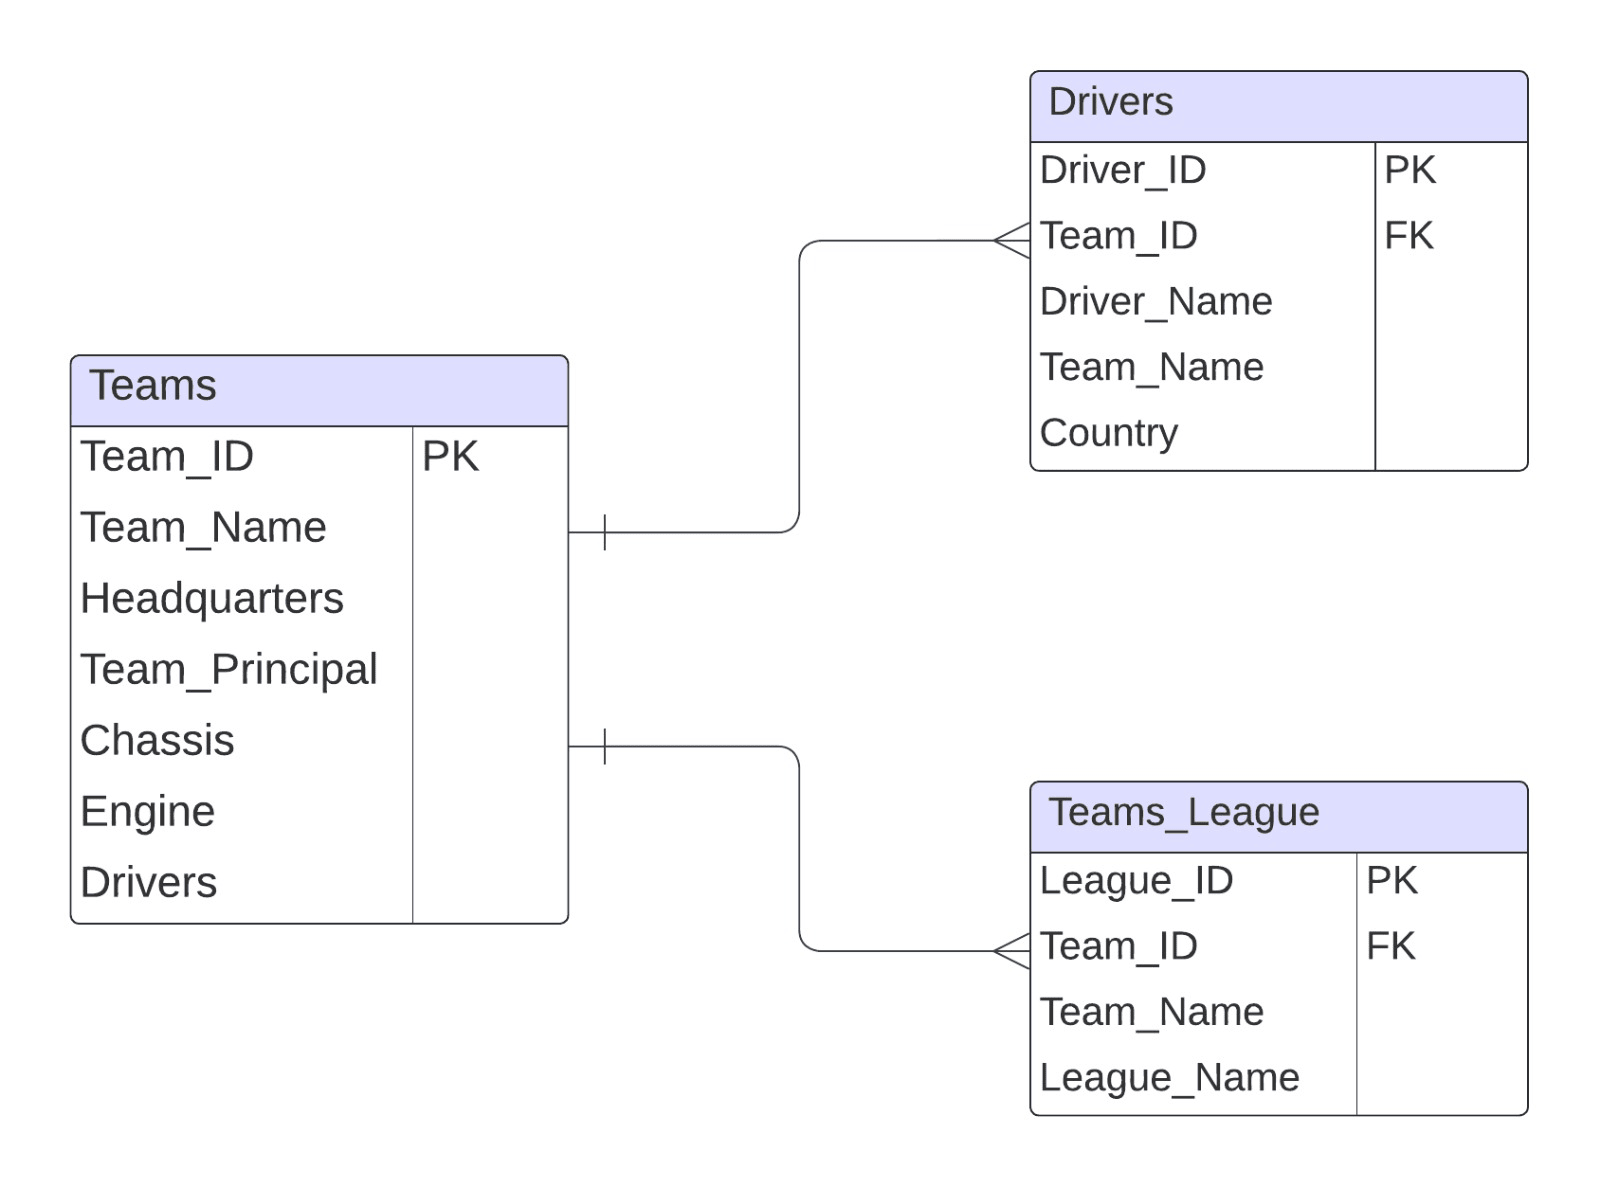 Drivers
Driver_ID PK
Team_ID FK
Driver_Name
Team_Name
Country
Teams
Team_ID PK
Team_Name
Headquarters
Team_Principal
Chassis
Engine
Drivers
Teams_League
League_ID PK
Team_ID FK
Team_Name
League_Name